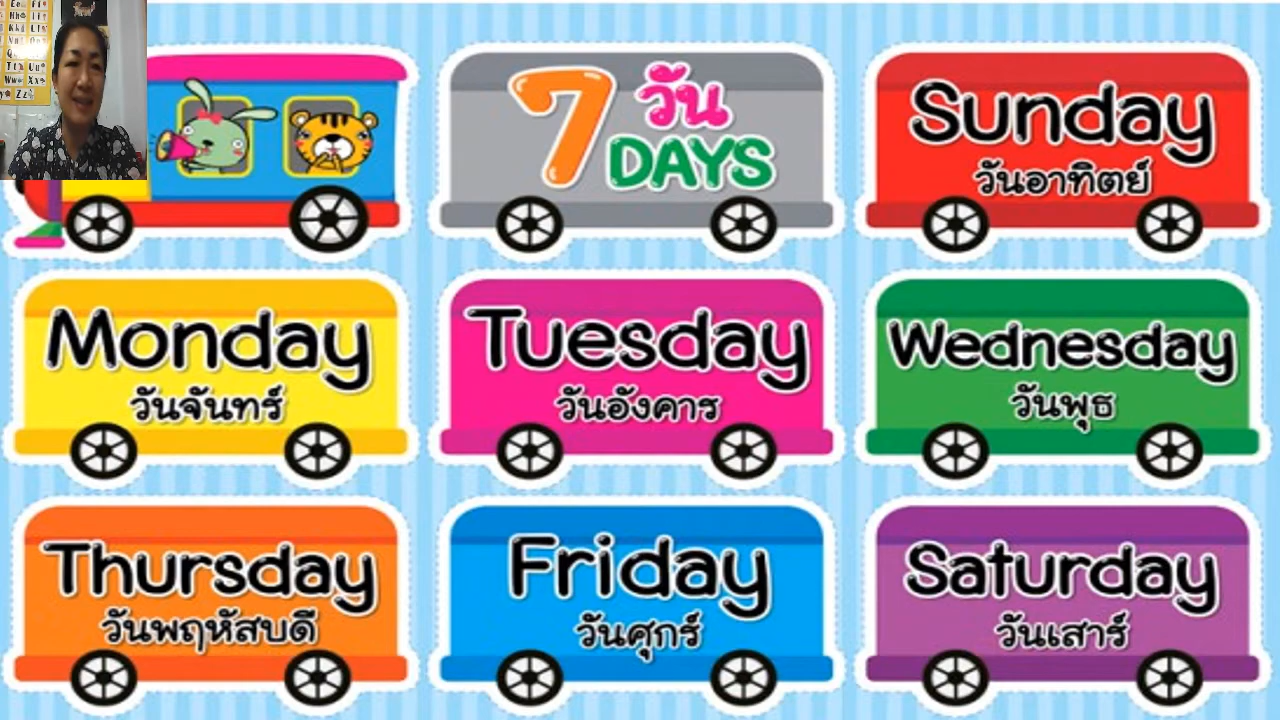 7 วัน
DAYS
Sunday
วันอาทิตย์
Monday
วันจันทร์
Tuesday
วันอังคาร
Wednesday
วันพุธ
Thursday
วันพฤหัสบดี
Friday
วันศุกร์
Saturday
วันเสาร์